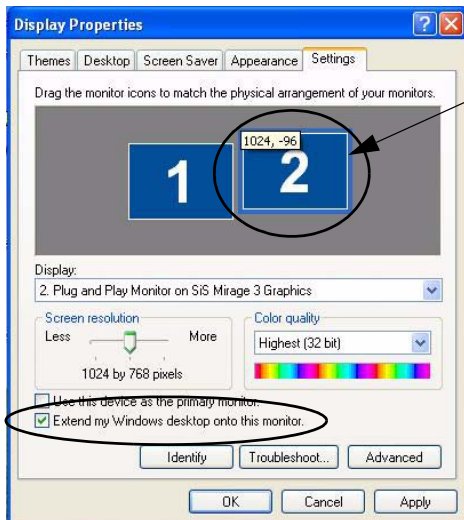 Display Properties
Themes Desktop Screen Saver Appearance Settings
Drag the monitor icons to match the physical arrangement of your monitors.
1024, -96
1 2
Display:
2. Plug and Play Monitor on SiS Mirage 3 Graphics
Screen resolution
Less More
1024 by 768 pixels
Color quality
Highest (32 bit)
Use this device as the primary monitor.
Extend my Windows desktop onto this monitor.
Identify Troubleshoot... Advanced
OK Cancel Apply